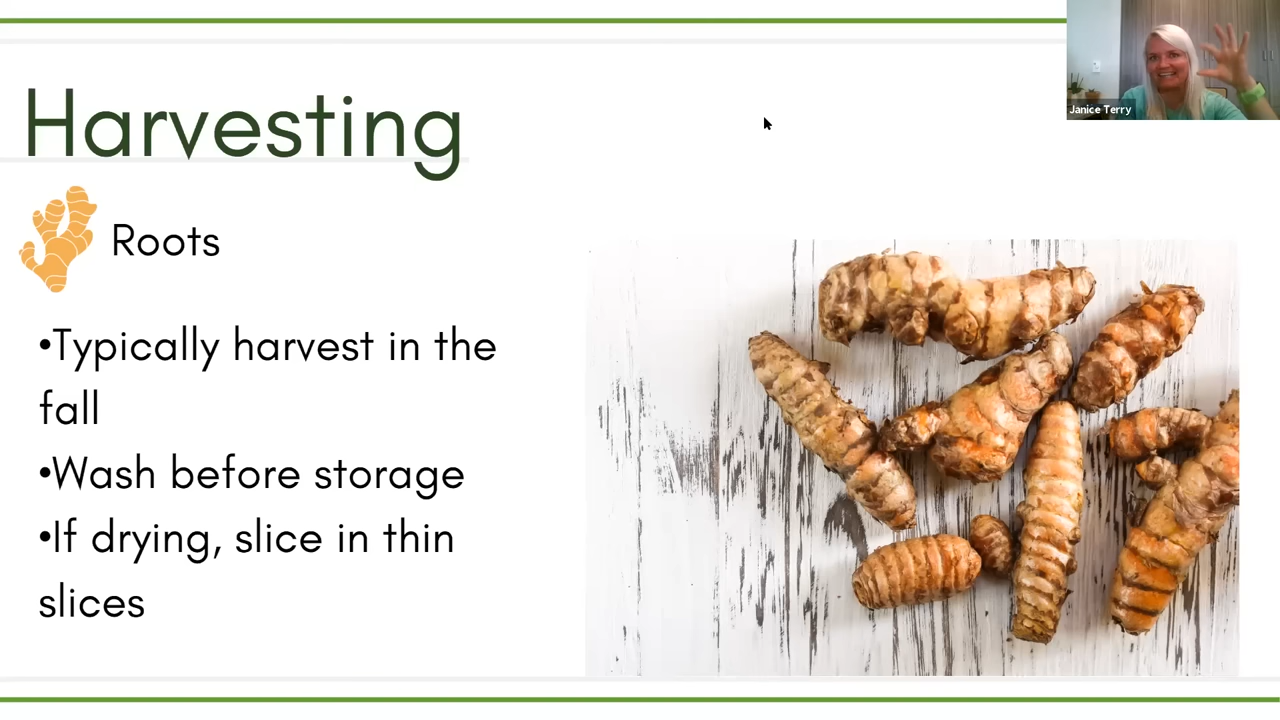 Harvesting
Janice Terry
Roots
•Typically harvest in the
fall
•Wash before storage
•If drying, slice in thin
slices